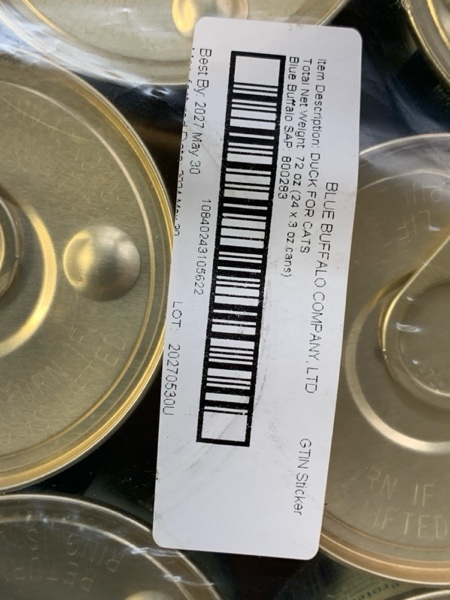 BLUE BUFFALO COMPANY, LTD
GTIN Sticker
Item Description: DUCK FOR CATS
Total Net Weight: 72 oz (24 x 3 oz cans)
Blue Buffalo SAP: 800283
10840243105622
Best By: 2027 May 30
LOT: 20270530U
IF